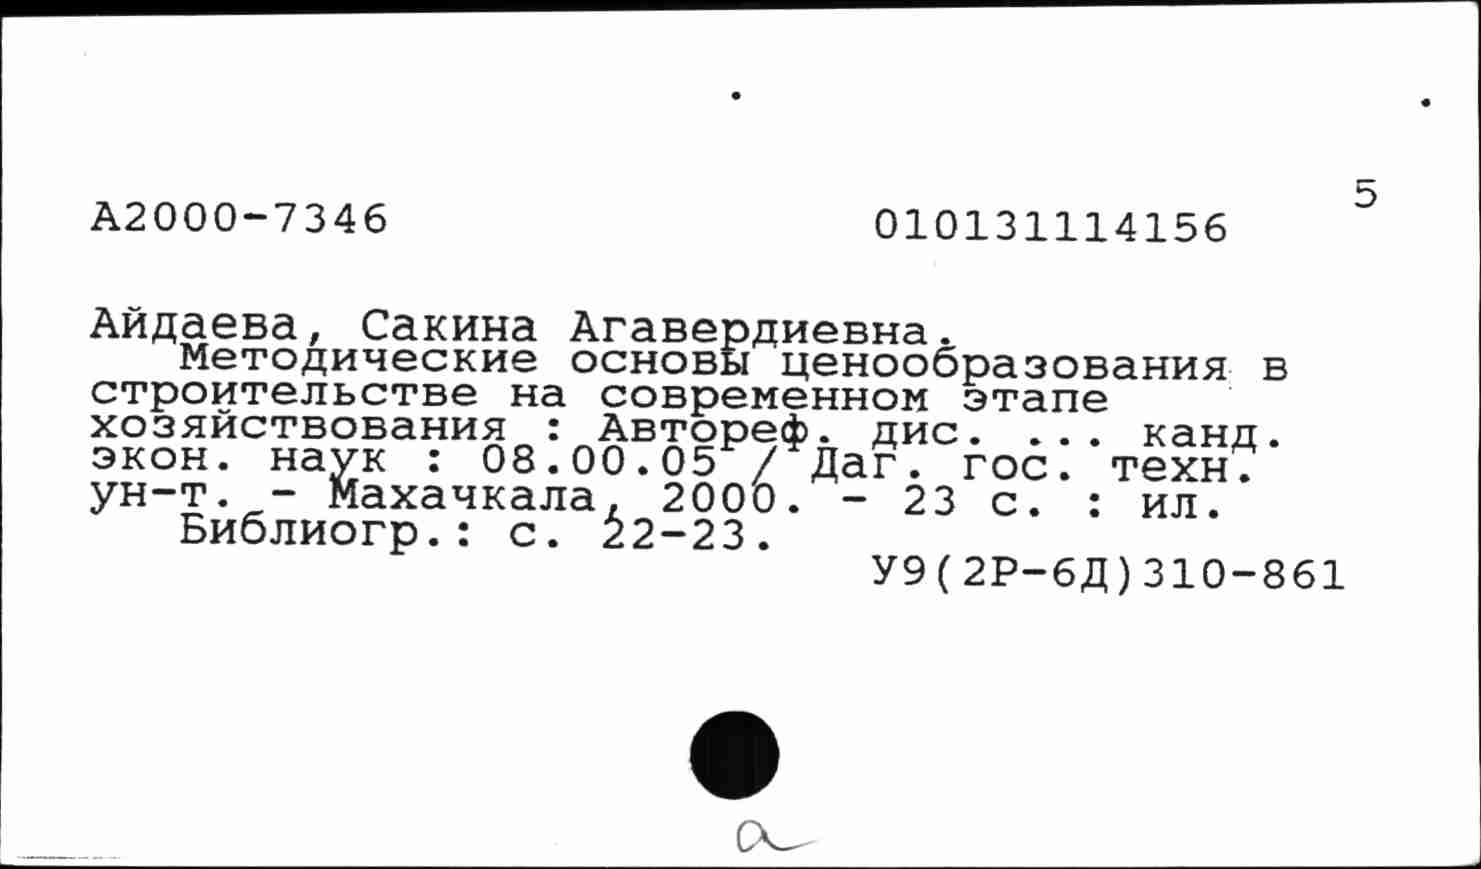 5
А2000-7346 010131114156
Айдаева, Сакина Агавердиевна.
Методические основы ценообразования в
строительстве на современном этапе
хозяйствования : Автореф. дис. ... канд.
экон. наук : 08.00.05 / Даг. гос. техн.
ун-т. - Махачкала, 2000. - 23 с. : ил.
Библиогр.: с. 22-23.
У9(2Р-6Д)310-861
а